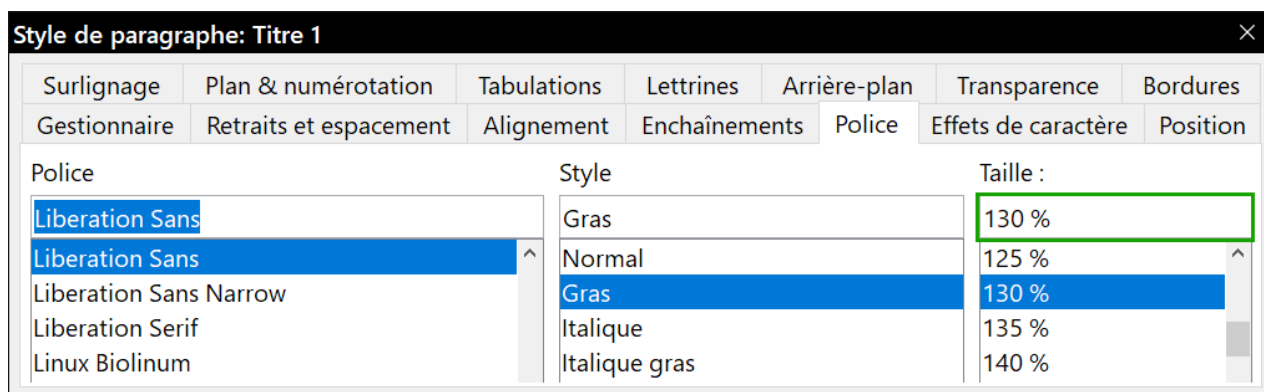 Style de paragraphe: Titre 1
Surlignage Plan & numérotation Tabulations Lettrines Arrière-plan Transparence Bordures
Gestionnaire Retraits et espacement Alignement Enchaînements Police Effets de caractère Position
Police Style Taille :
Liberation Sans Gras 130 %
Liberation Sans Normal 125 %
Liberation Sans Narrow Gras 130 %
Liberation Serif Italique 135 %
Linux Biolinum Italique gras 140 %